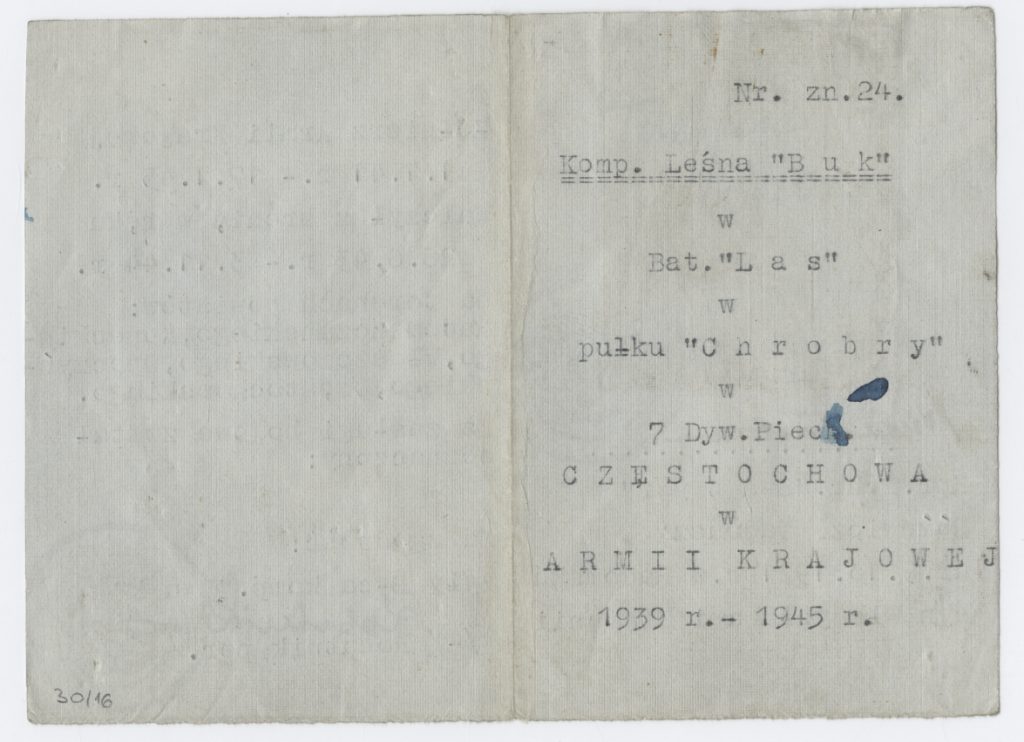 Nr. zn.24.
Komp. Leśna "B u k"
w
Bat."L a s"
w
pułku "C h r o b r y"
w
7 Dyw.Piech.
C Z Ę S T O C H O W A
w
A R M I I K R A J O W E J
1939 r.- 1945 r.
30/16